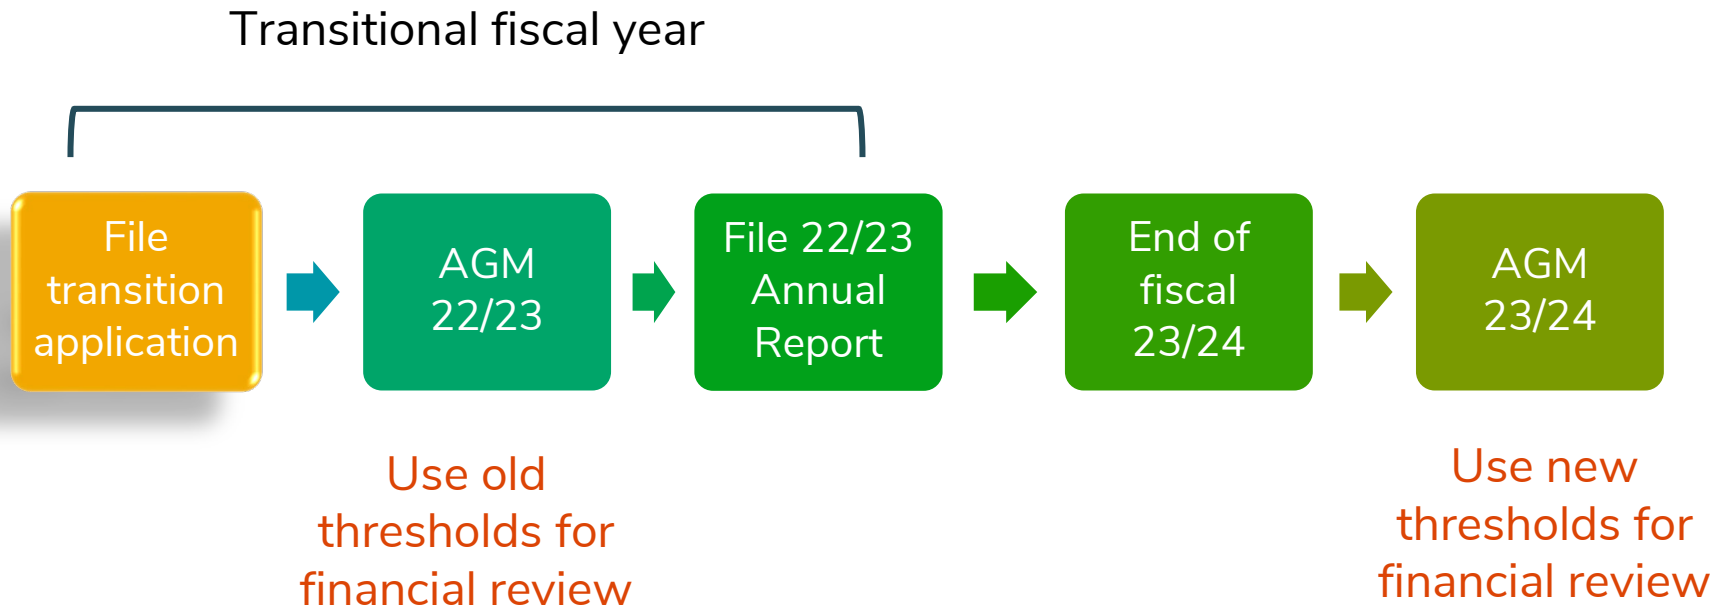 Transitional fiscal year
File
transition
application
AGM
22/23
File 22/23
Annual
Report
End of
fiscal
23/24
AGM
23/24
Use old
thresholds for
financial review
Use new
thresholds for
financial review